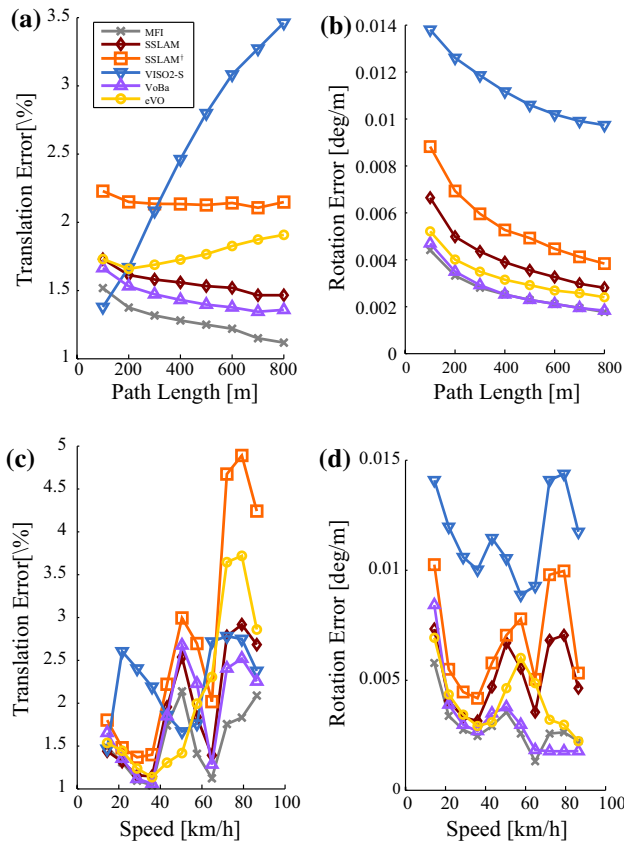 (a)
3.5
3
2.5
2
1.5
1
Translation Error[\%]
MFI
SSLAM
SSLAM†
VISO2-S
VoBa
eVO
0 200 400 600 800
Path Length [m]
(b)
0.014
0.012
0.01
0.008
0.006
0.004
0.002
0
Rotation Error [deg/m]
0 200 400 600 800
Path Length [m]
(c)
5
4.5
4
3.5
3
2.5
2
1.5
1
Translation Error[\%]
0 20 40 60 80 100
Speed [km/h]
(d)
0.015
0.01
0.005
0
Rotation Error [deg/m]
0 20 40 60 80 100
Speed [km/h]